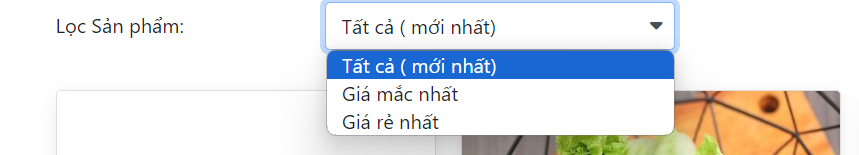 Lọc Sản phẩm:
Tất cả ( mới nhất)
Tất cả ( mới nhất)
Giá mắc nhất
Giá rẻ nhất